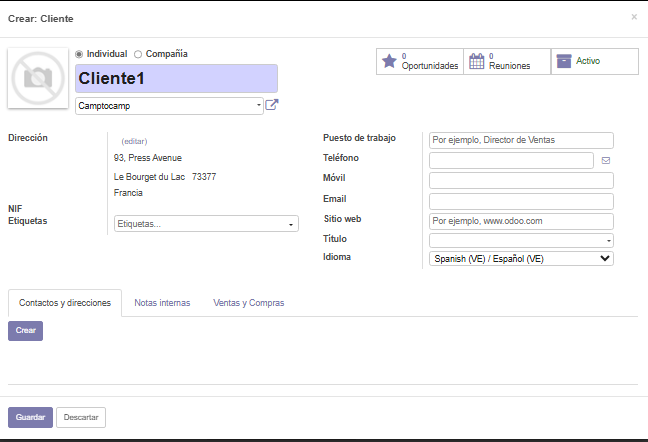 Crear: Cliente
×
Individual
Compañía
Cliente1
Camptocamp
0
Oportunidades
0
Reuniones
Activo
Dirección
(editar)
93, Press Avenue
Le Bourget du Lac 73377
Francia
NIF
Etiquetas
Etiquetas...
Puesto de trabajo
Por ejemplo, Director de Ventas
Teléfono
Móvil
Email
Sitio web
Por ejemplo, www.odoo.com
Título
Idioma
Spanish (VE) / Español (VE)
Contactos y direcciones
Notas internas
Ventas y Compras
Crear
Guardar
Descartar